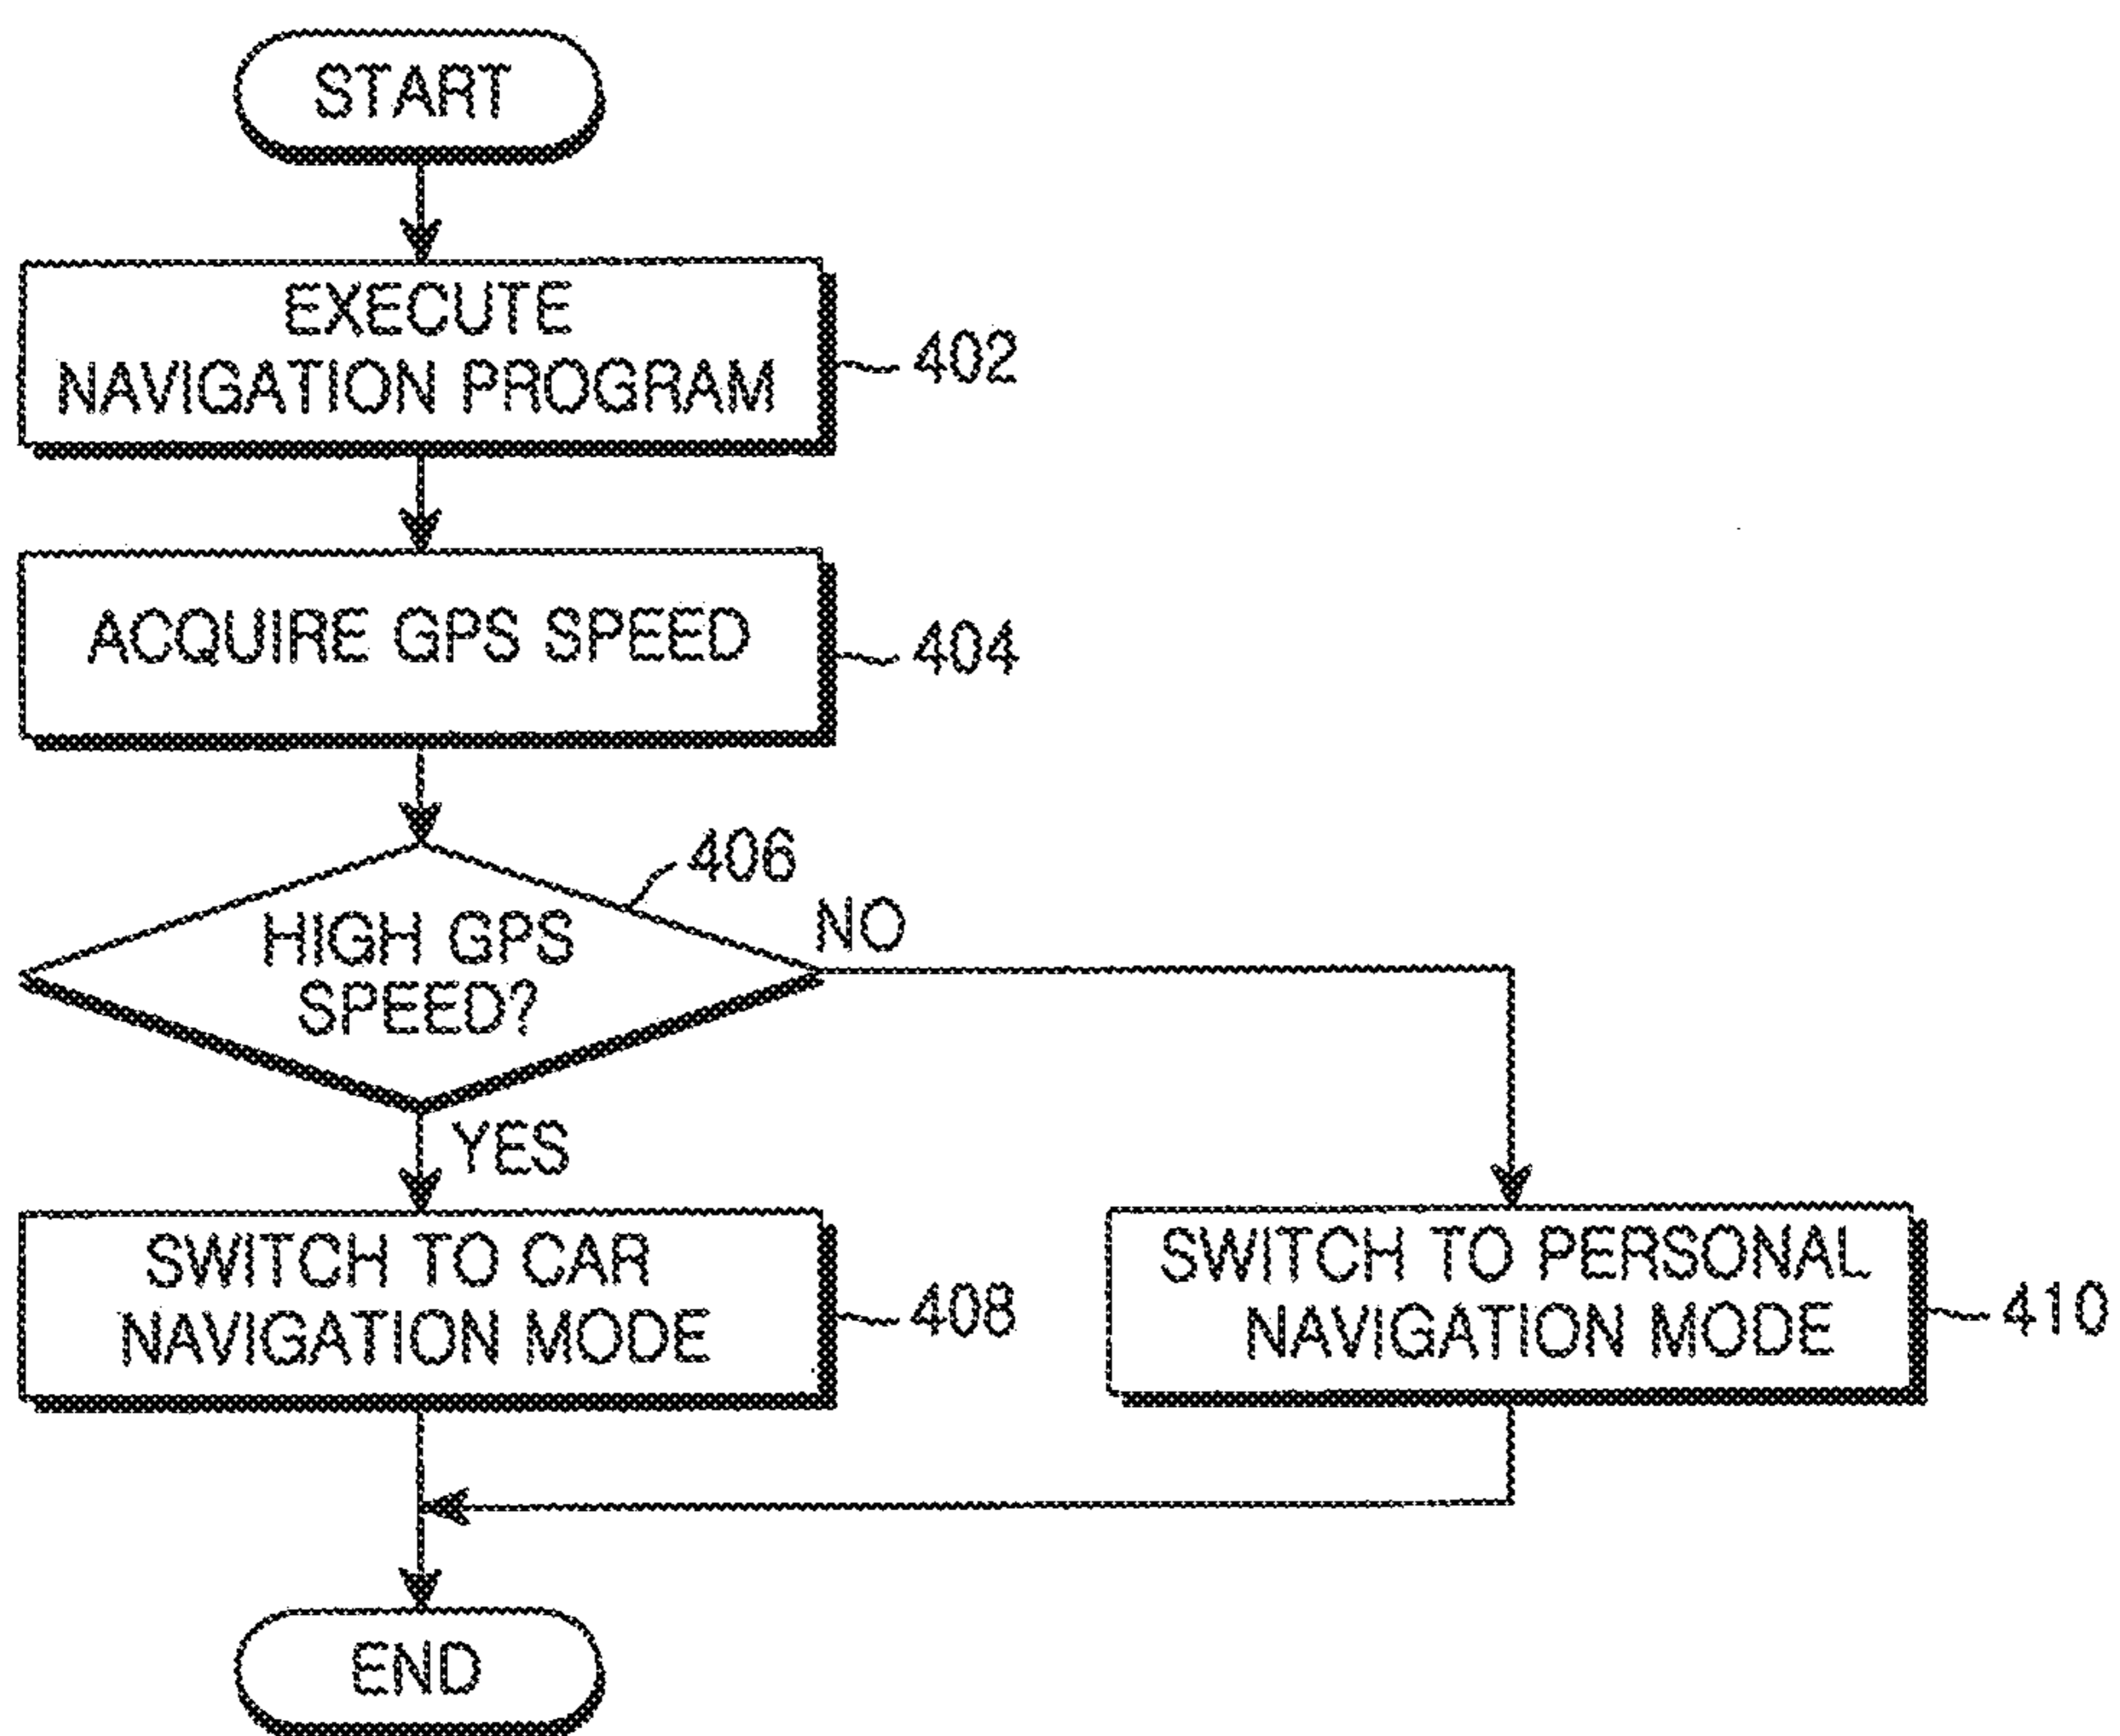 START
EXECUTE
NAVIGATION PROGRAM
402
ACQUIRE GPS SPEED
404
406
HIGH GPS
SPEED?
NO
YES
SWITCH TO CAR
NAVIGATION MODE
408
SWITCH TO PERSONAL
NAVIGATION MODE
410
END